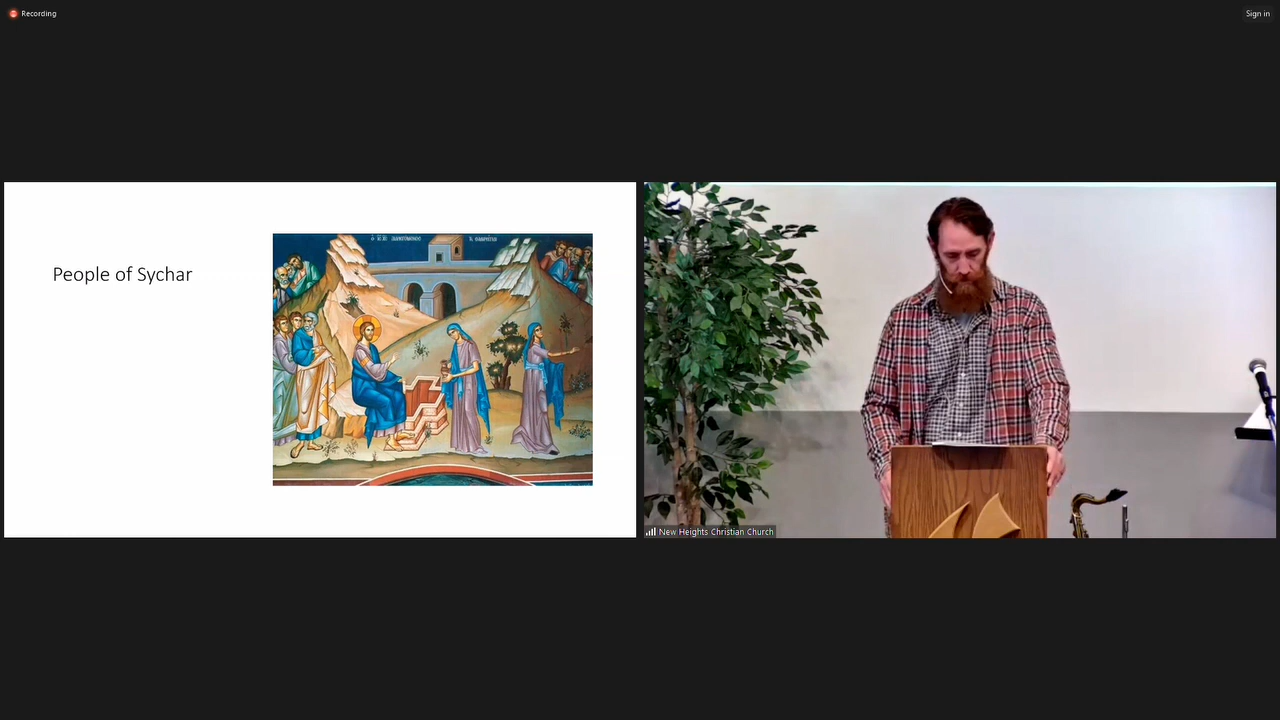 Recording
Sign in
People of Sychar
New Heights Christian Church